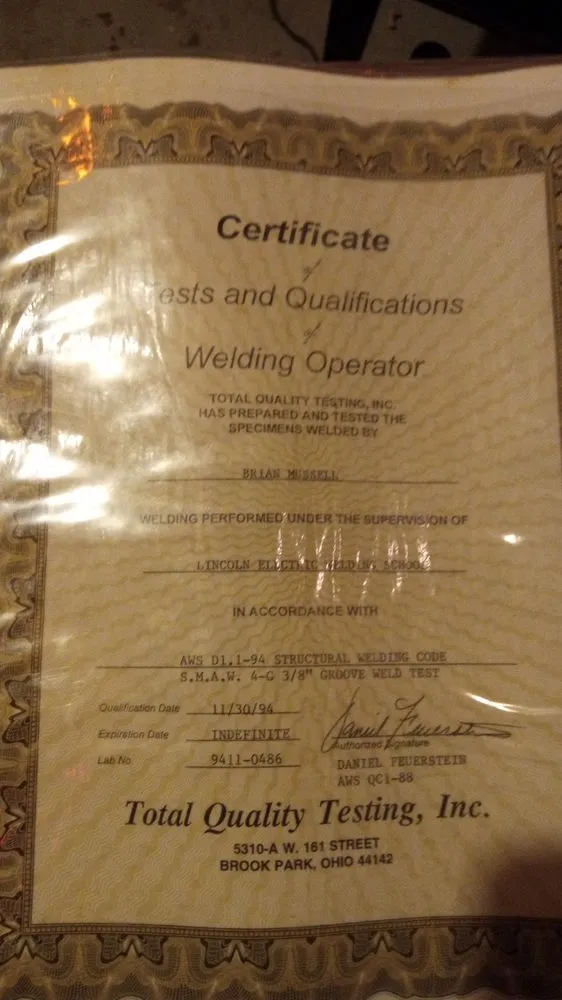 Certificate
of
ests and Qualifications
of
Welding Operator
TOTAL QUALITY TESTING, INC.
HAS PREPARED AND TESTED THE
SPECIMENS WELDED BY
BRIAN MUSSELL
WELDING PERFORMED UNDER THE SUPERVISION OF
LINCOLN ELECTRIC WELDING SCHOOL
IN ACCORDANCE WITH
AWS D1.1-94 STRUCTURAL WELDING CODE
S.M.A.W. 4-G 3/8" GROOVE WELD TEST
Qualification Date 11/30/94
Expiration Date INDEFINITE
Lab No. 9411-0486
Daniel Feuerstein
Authorized Signature
DANIEL FEUERSTEIN
AWS QC1-88
Total Quality Testing, Inc.
5310-A W. 161 STREET
BROOK PARK, OHIO 44142